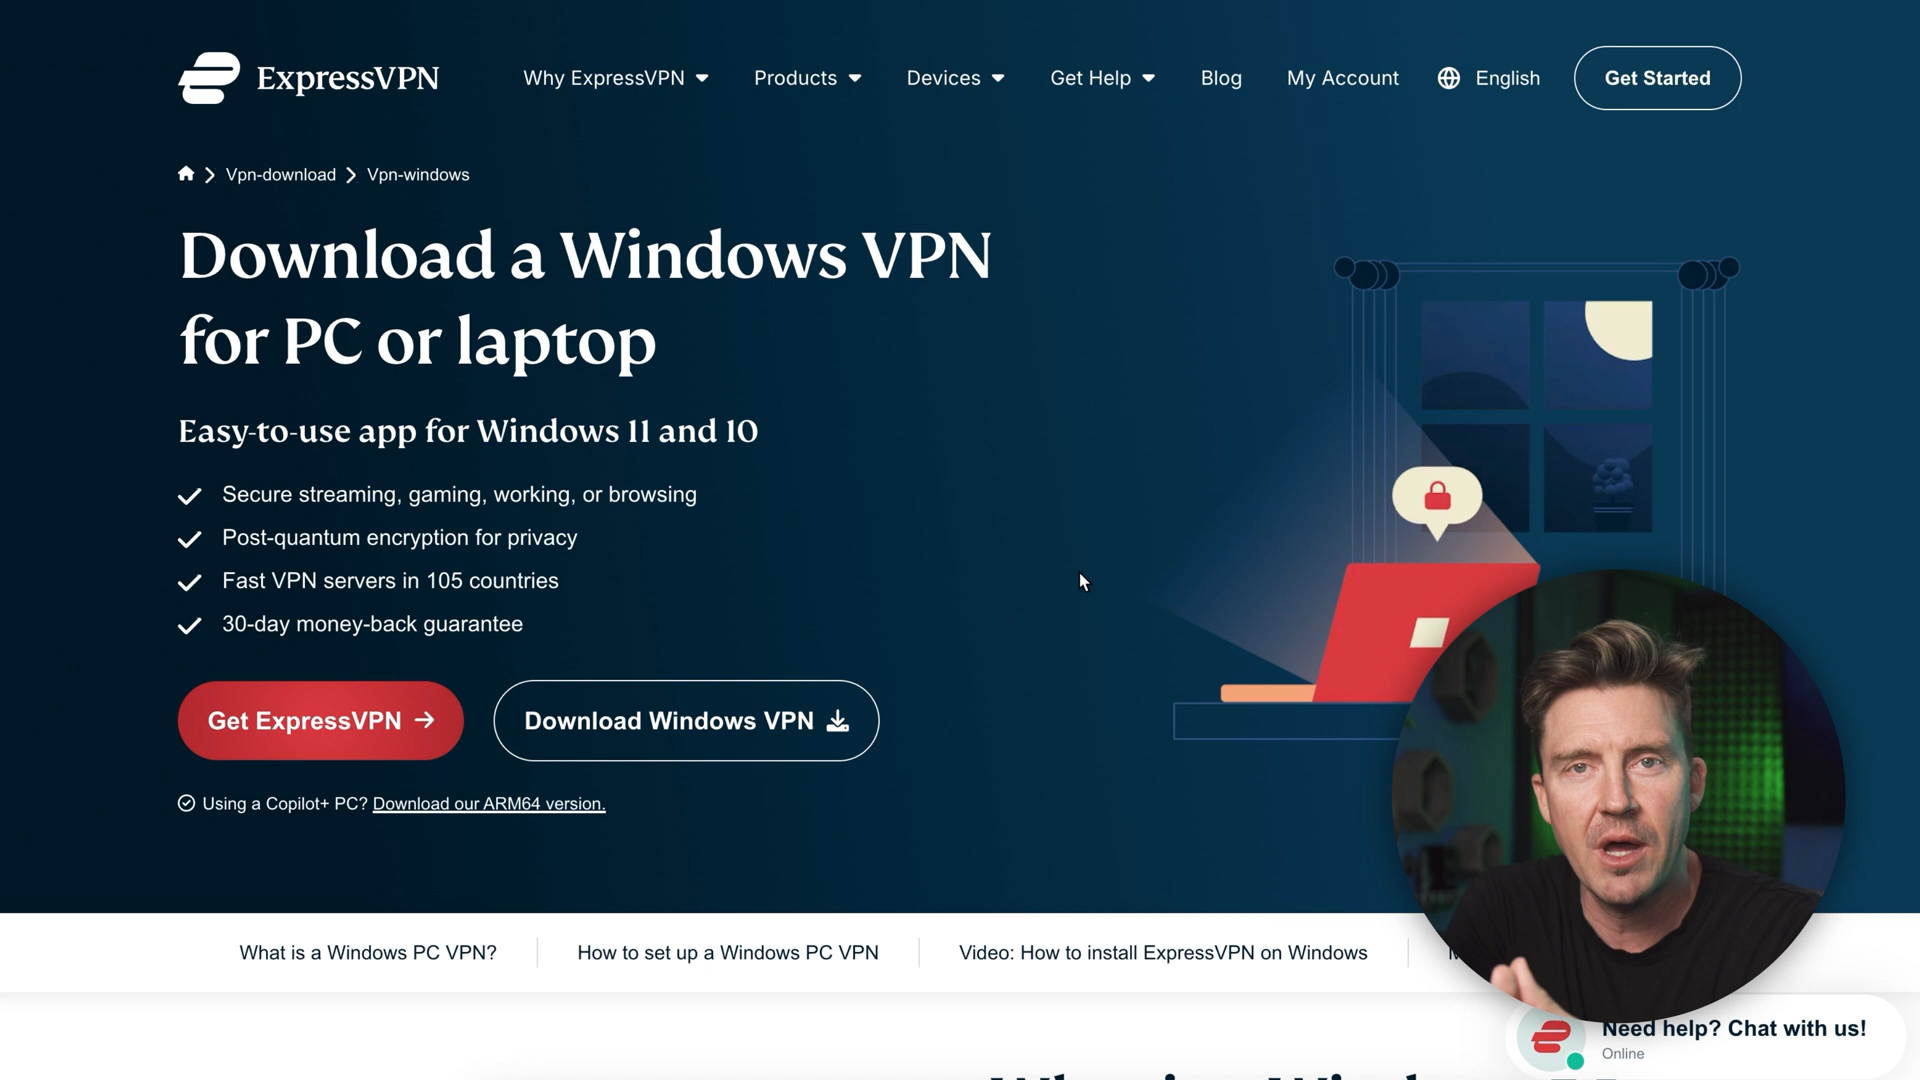 ExpressVPN
Why ExpressVPN
Products
Devices
Get Help
Blog
My Account
English
Get Started
Vpn-download
Vpn-windows
Download a Windows VPN
for PC or laptop
Easy-to-use app for Windows 11 and 10
Secure streaming, gaming, working, or browsing
Post-quantum encryption for privacy
Fast VPN servers in 105 countries
30-day money-back guarantee
Get ExpressVPN
Download Windows VPN
Using a Copilot+ PC? Download our ARM64 version.
What is a Windows PC VPN?
How to set up a Windows PC VPN
Video: How to install ExpressVPN on Windows
Need help? Chat with us!
Online